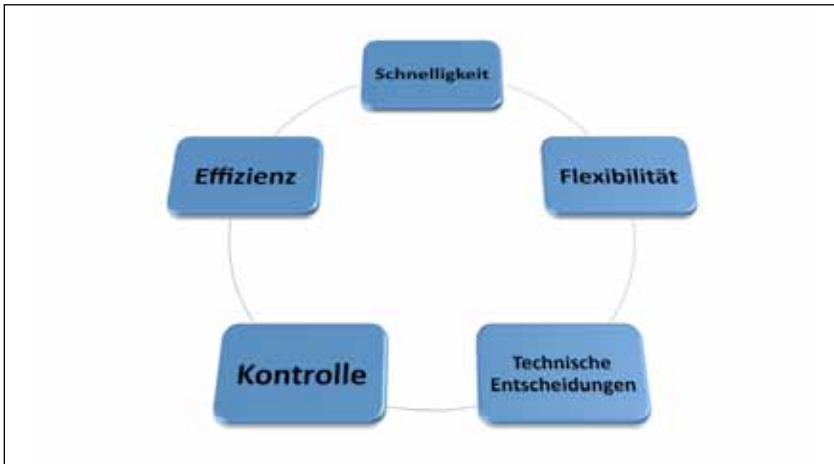 Schnelligkeit
Effizienz
Flexibilität
Kontrolle
Technische
Entscheidungen